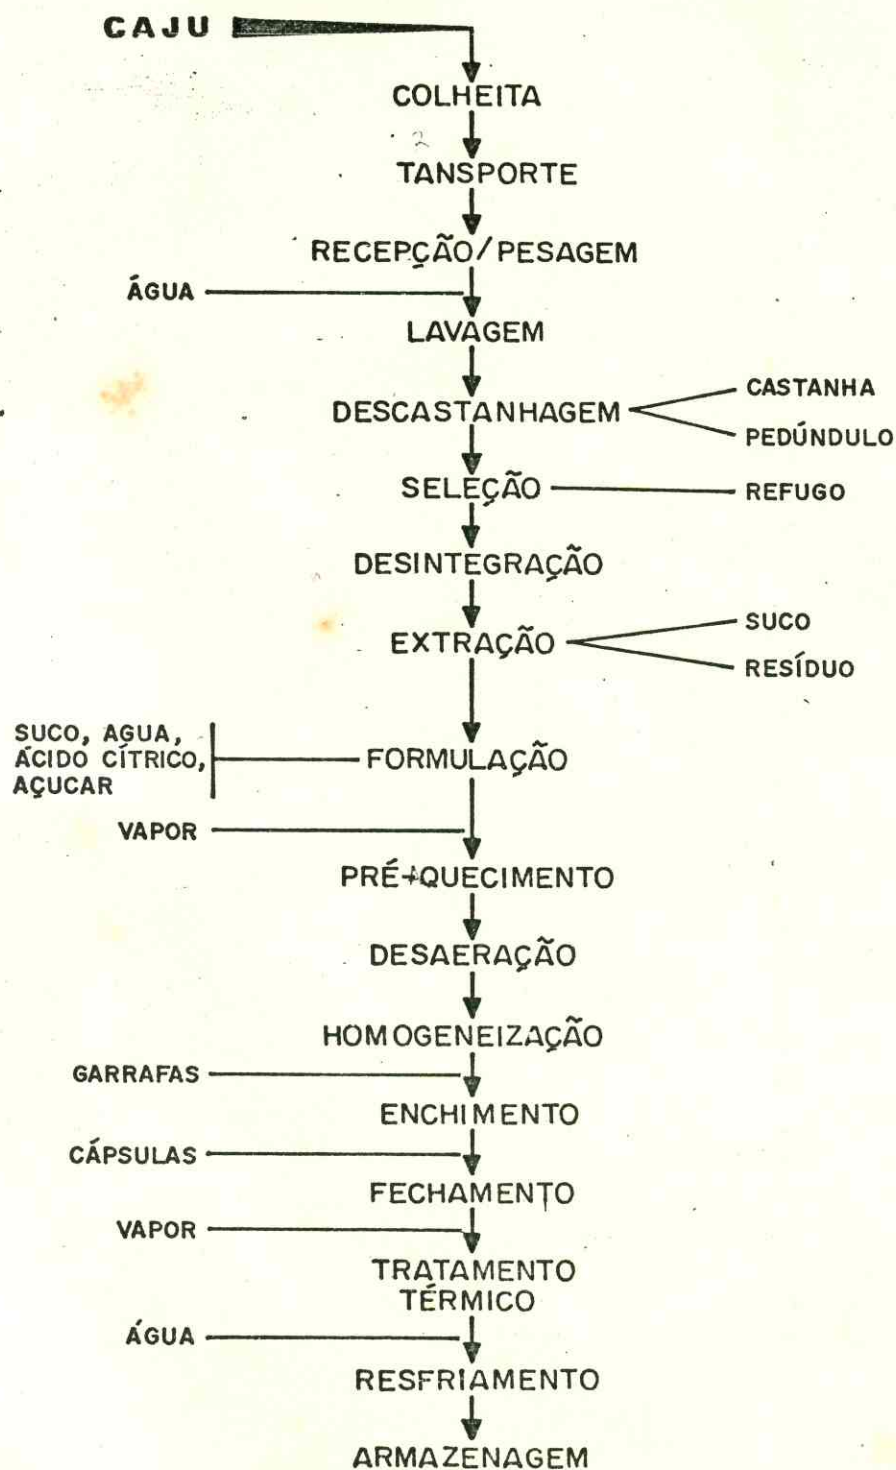 CAJU
COLHEITA
TANSPORTE
RECEPÇÃO/PESAGEM
ÁGUA
LAVAGEM
DESCASTANHAGEM
CASTANHA
PEDÚNDULO
SELEÇÃO
REFUGO
DESINTEGRAÇÃO
EXTRAÇÃO
SUCO
RESÍDUO
SUCO, AGUA,
ÁCIDO CÍTRICO,
AÇUCAR
FORMULAÇÃO
VAPOR
PRÉ-QUECIMENTO
DESAERAÇÃO
HOMOGENEIZAÇÃO
GARRAFAS
ENCHIMENTO
CÁPSULAS
FECHAMENTO
VAPOR
TRATAMENTO
TÉRMICO
ÁGUA
RESFRIAMENTO
ARMAZENAGEM